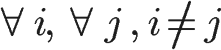 ∀ i, ∀ j , i ≠ j